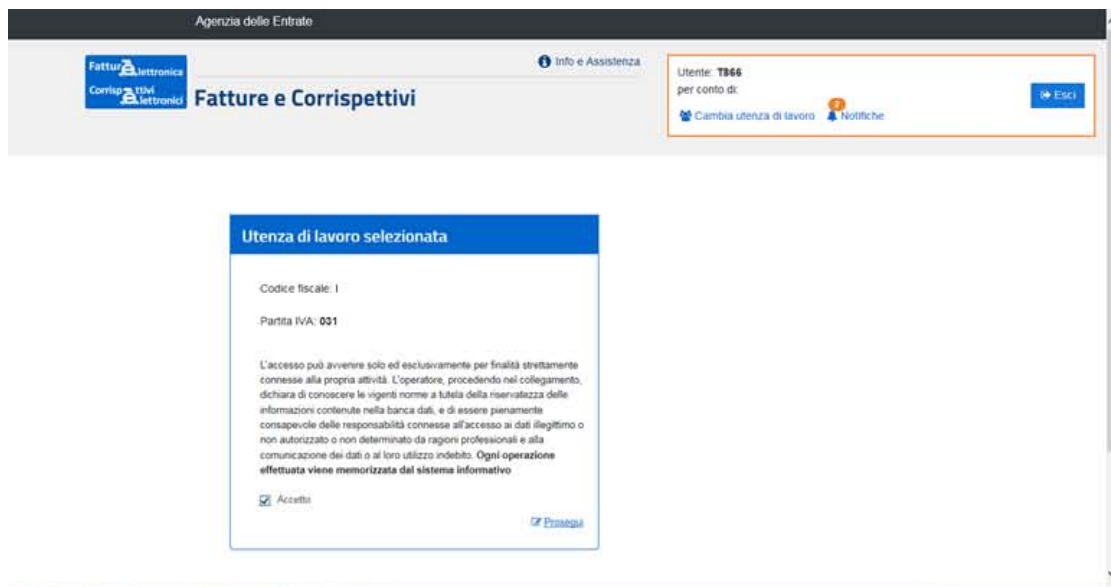 Agenzia delle Entrate
Fattur@ elettronica
Info e Assistenza
Corrisp@ttivi elettronici
Fatture e Corrispettivi
Utente: T866
per conto di:
Cambia utenza di lavoro
2
Notifiche
Esci
Utenza di lavoro selezionata
Codice fiscale: I
Partita IVA: 031
L'accesso può avvenire solo ed esclusivamente per finalità strettamente
connesse alla propria attività. L'operatore, procedendo nel collegamento,
dichiara di conoscere le vigenti norme a tutela della riservatezza delle
informazioni contenute nella banca dati, e di essere pienamente
consapevole delle responsabilità connesse all'accesso ai dati illegittimo o
non autorizzato o non determinato da ragioni professionali e alla
comunicazione dei dati o al loro utilizzo indebito. Ogni operazione
effettuata viene memorizzata dal sistema informativo
Accetto
Prosegui